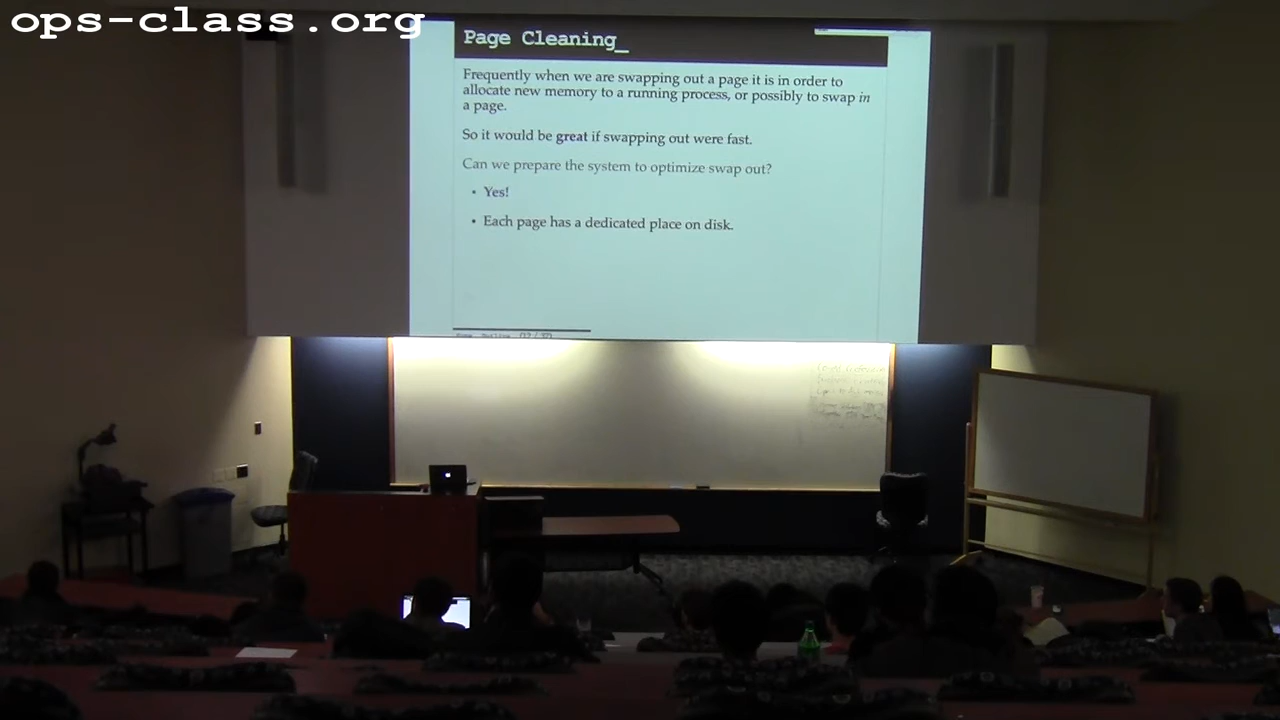 ops-class.org
Page Cleaning_
Frequently when we are swapping out a page it is in order to
allocate new memory to a running process, or possibly to swap in
a page.
So it would be great if swapping out were fast.
Can we prepare the system to optimize swap out?
• Yes!
• Each page has a dedicated place on disk.